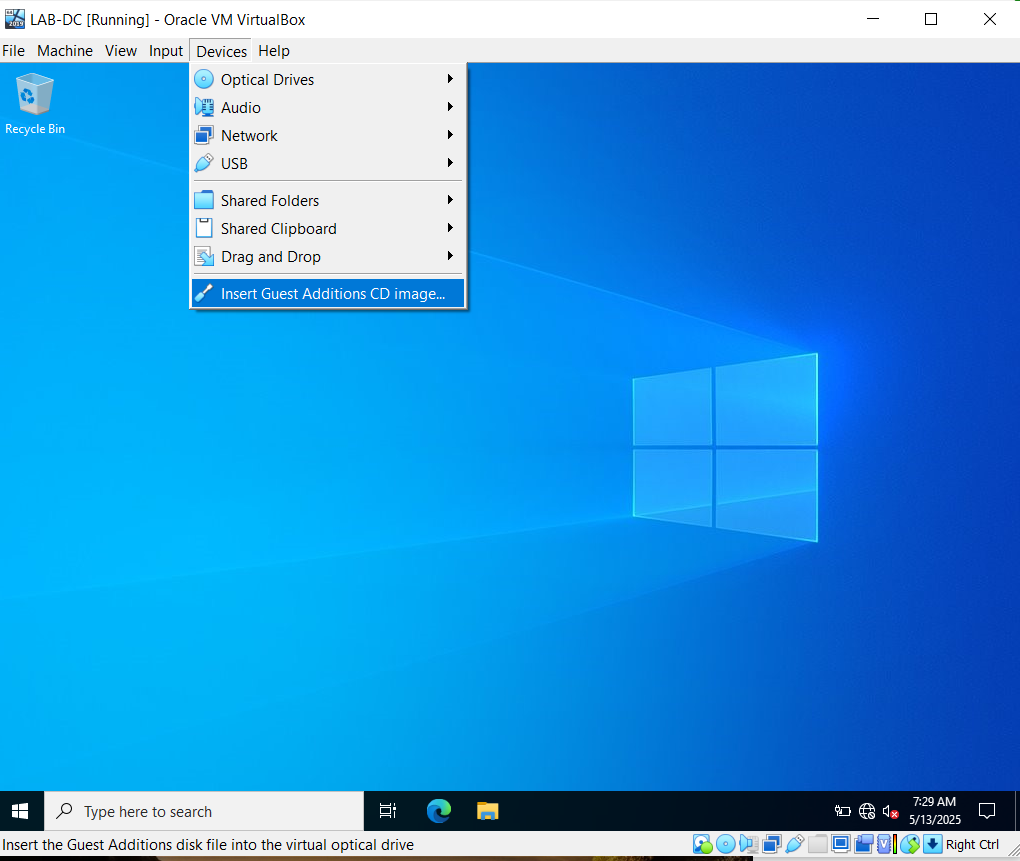 LAB-DC [Running] - Oracle VM VirtualBox
File Machine View Input Devices Help
Optical Drives
Audio
Network
USB
Shared Folders
Shared Clipboard
Drag and Drop
Insert Guest Additions CD image...
Recycle Bin
Type here to search
7:29 AM
5/13/2025
Insert the Guest Additions disk file into the virtual optical drive
Right Ctrl